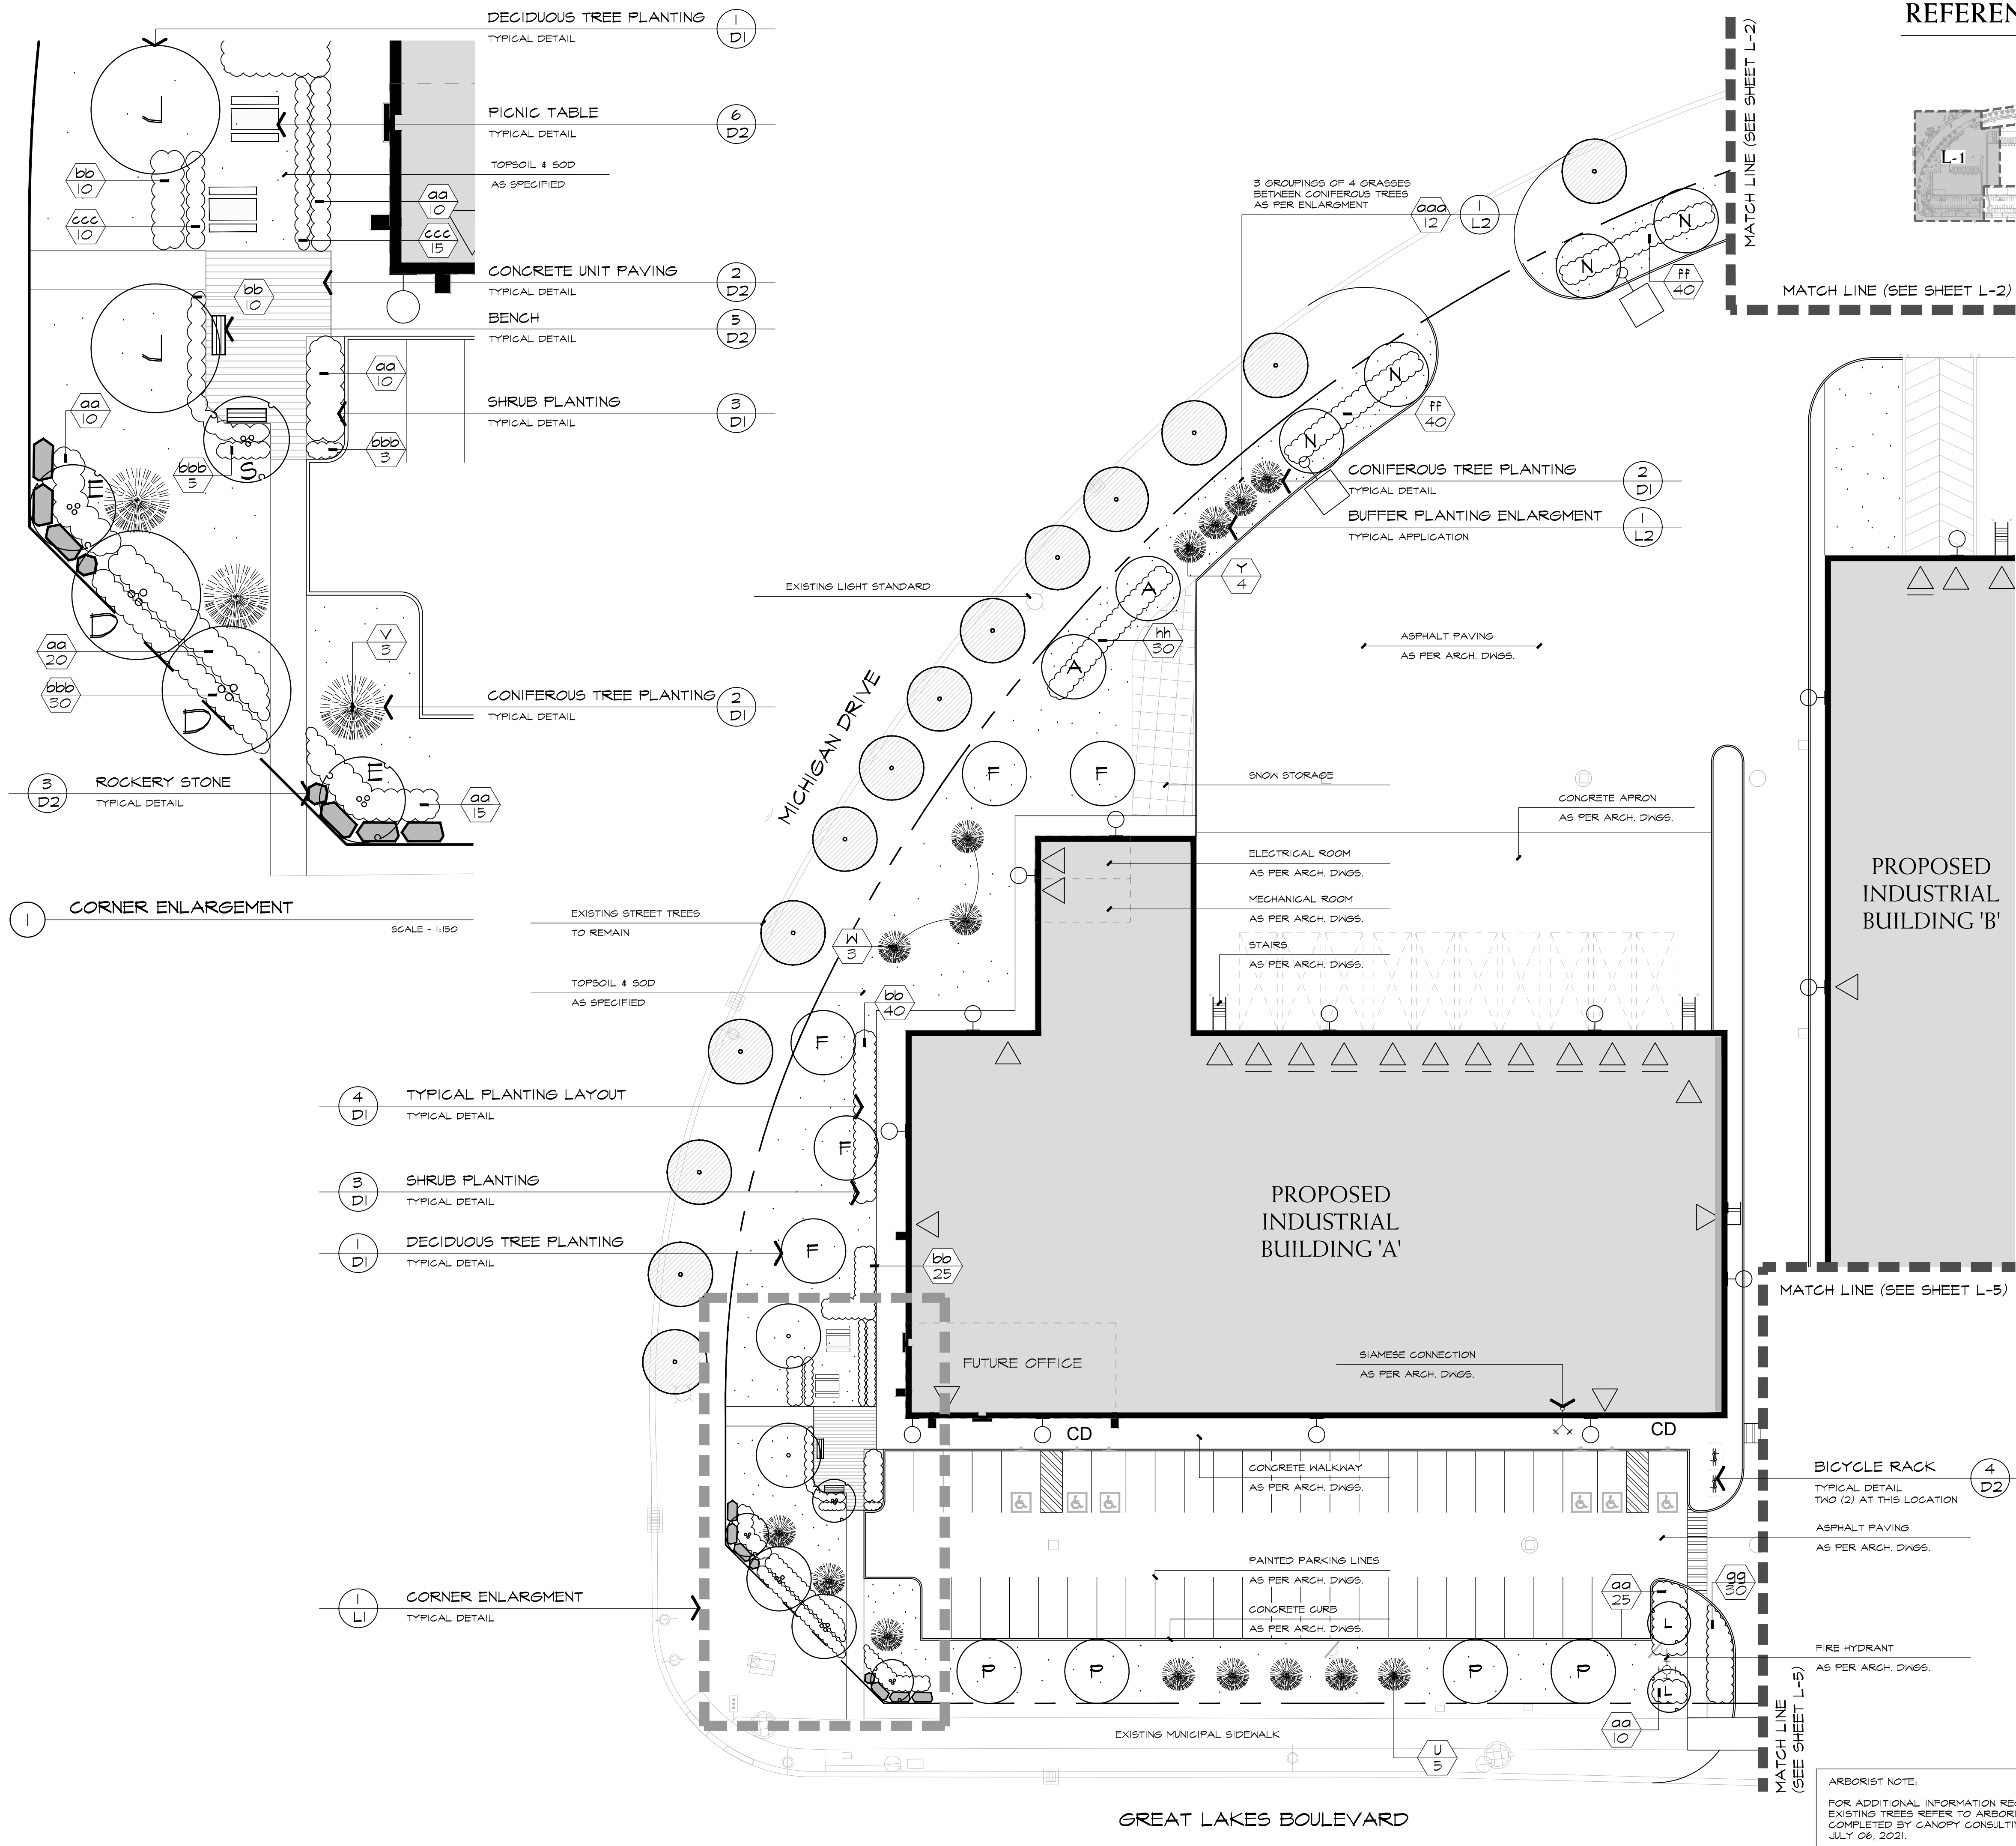 DECIDUOUS TREE PLANTING
TYPICAL DETAIL
1
D1
PICNIC TABLE
TYPICAL DETAIL
6
D2
TOPSOIL & SOD
AS SPECIFIED
J
bb
10
ccc
10
aa
10
ccc
15
CONCRETE UNIT PAVING
TYPICAL DETAIL
2
D2
bb
10
BENCH
TYPICAL DETAIL
5
D2
J
aa
10
SHRUB PLANTING
TYPICAL DETAIL
3
D1
aa
10
bbb
3
bbb
5
S
E
D
aa
20
bbb
30
D
V
3
CONIFEROUS TREE PLANTING
TYPICAL DETAIL
2
D1
3
D2
ROCKERY STONE
TYPICAL DETAIL
E
aa
15
1
CORNER ENLARGEMENT
SCALE - 1:150
REFEREN
L-1
MATCH LINE (SEE SHEET L-2)
MATCH LINE (SEE SHEET L-2)
3 GROUPINGS OF 4 GRASSES
BETWEEN CONIFEROUS TREES
AS PER ENLARGMENT
aaa
12
1
L2
N
N
ff
40
N
N
ff
40
CONIFEROUS TREE PLANTING
TYPICAL DETAIL
2
D1
BUFFER PLANTING ENLARGMENT
TYPICAL APPLICATION
1
L2
Y
4
EXISTING LIGHT STANDARD
A
A
hh
30
ASPHALT PAVING
AS PER ARCH. DWGS.
MICHIGAN DRIVE
F
F
SNOW STORAGE
CONCRETE APRON
AS PER ARCH. DWGS.
ELECTRICAL ROOM
AS PER ARCH. DWGS.
MECHANICAL ROOM
AS PER ARCH. DWGS.
STAIRS
AS PER ARCH. DWGS.
PROPOSED
INDUSTRIAL
BUILDING 'B'
EXISTING STREET TREES
TO REMAIN
W
3
TOPSOIL & SOD
AS SPECIFIED
bb
40
F
4
D1
TYPICAL PLANTING LAYOUT
TYPICAL DETAIL
F
3
D1
SHRUB PLANTING
TYPICAL DETAIL
1
D1
DECIDUOUS TREE PLANTING
TYPICAL DETAIL
F
bb
25
PROPOSED
INDUSTRIAL
BUILDING 'A'
MATCH LINE (SEE SHEET L-5)
FUTURE OFFICE
SIAMESE CONNECTION
AS PER ARCH. DWGS.
CD
CD
CONCRETE WALKWAY
AS PER ARCH. DWGS.
BICYCLE RACK
TYPICAL DETAIL
TWO (2) AT THIS LOCATION
4
D2
ASPHALT PAVING
AS PER ARCH. DWGS.
PAINTED PARKING LINES
AS PER ARCH. DWGS.
CONCRETE CURB
AS PER ARCH. DWGS.
aa
25
gg
30
1
L1
CORNER ENLARGMENT
TYPICAL DETAIL
L
P
P
P
P
L
FIRE HYDRANT
AS PER ARCH. DWGS.
aa
10
U
5
EXISTING MUNICIPAL SIDEWALK
MATCH LINE
(SEE SHEET L-5)
GREAT LAKES BOULEVARD
ARBORIST NOTE:
FOR ADDITIONAL INFORMATION REG
EXISTING TREES REFER TO ARBORI
COMPLETED BY CANOPY CONSULTIN
JULY 06, 2021.